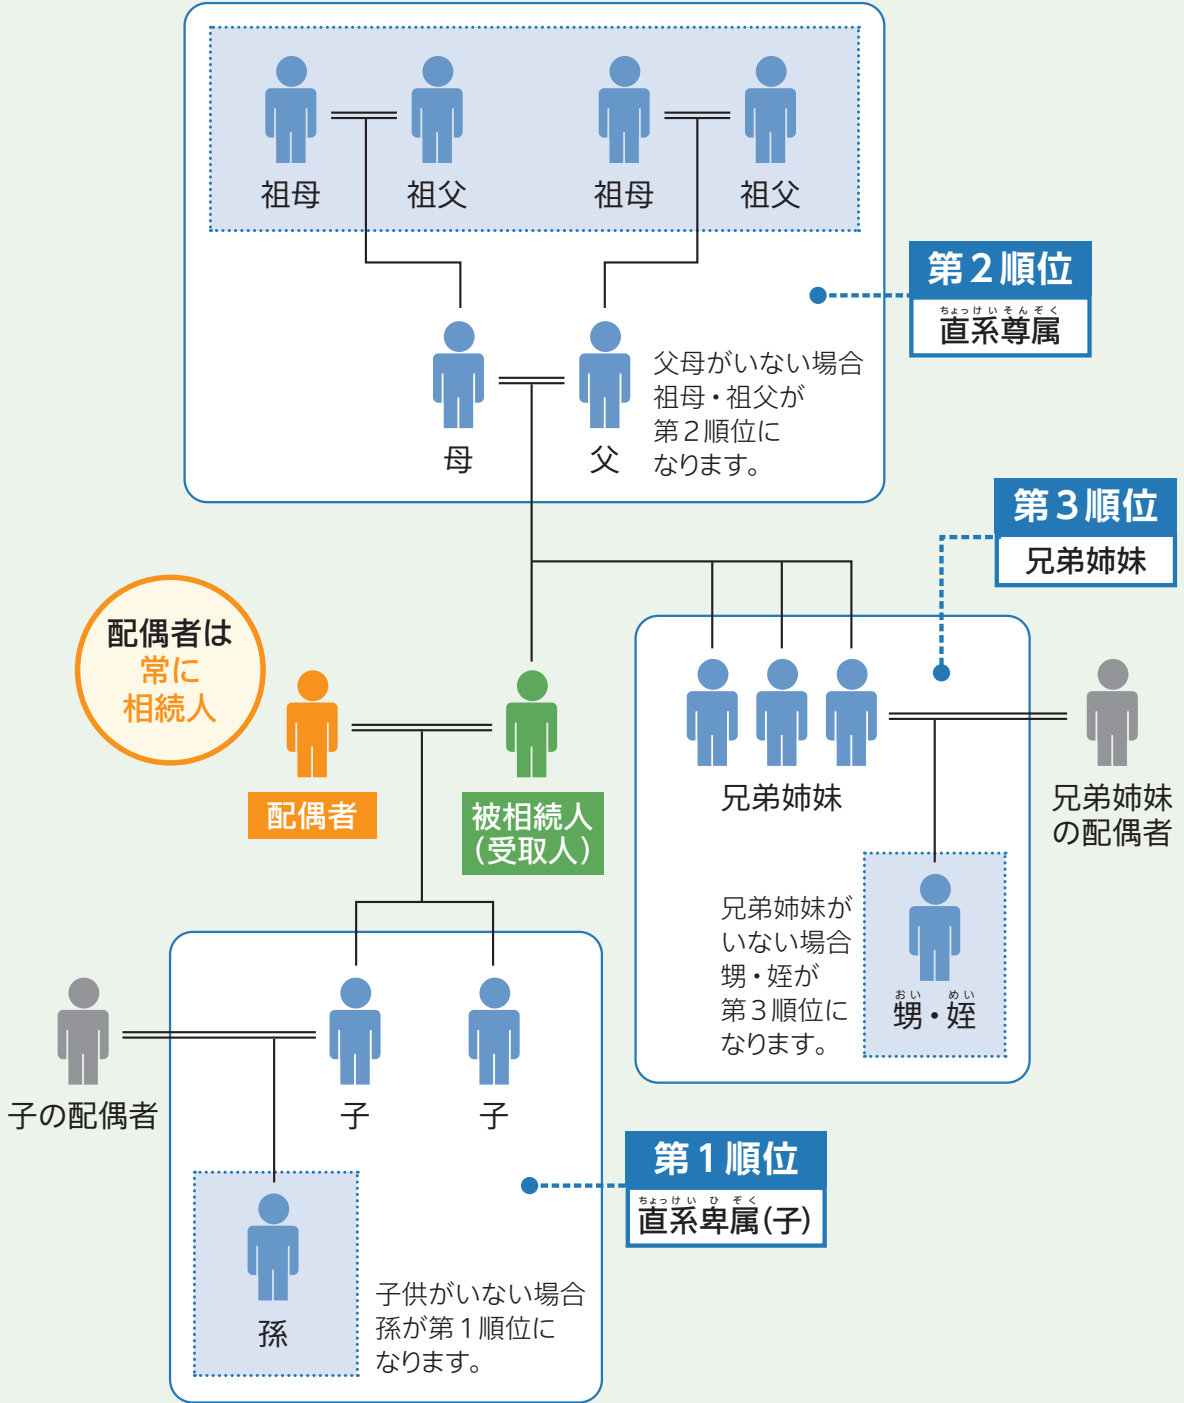 祖母
祖父
祖母
祖父
第2順位
ちょっけいそんぞく
直系尊属
父母がいない場合
祖母・祖父が
第2順位に
なります。
母
父
第3順位
兄弟姉妹
配偶者は
常に
相続人
配偶者
被相続人
(受取人)
兄弟姉妹
兄弟姉妹
の配偶者
兄弟姉妹が
いない場合
甥・姪が
第3順位に
なります。
おい めい
甥・姪
子の配偶者
子
子
第1順位
ちょっけいひぞく
直系卑属(子)
孫
子供がいない場合
孫が第1順位に
なります。